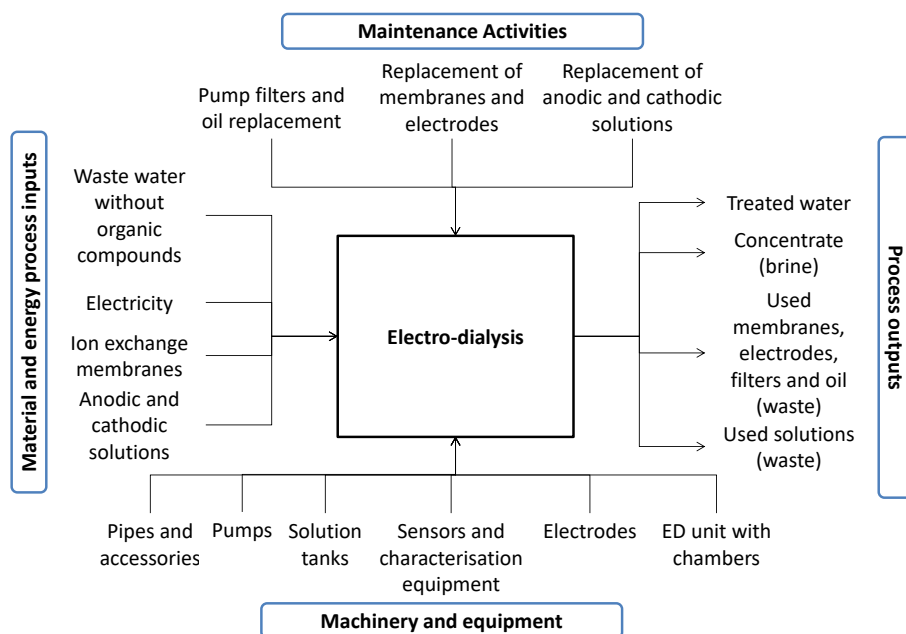 Maintenance Activities
Pump filters and
oil replacement
Replacement of
membranes and
electrodes
Replacement of
anodic and cathodic
solutions
Material and energy process inputs
Waste water
without
organic
compounds
Electricity
Ion exchange
membranes
Anodic and
cathodic
solutions
Electro-dialysis
Treated water
Concentrate
(brine)
Used
membranes,
electrodes,
filters and oil
(waste)
Used solutions
(waste)
Process outputs
Pipes and
accessories
Pumps
Solution
tanks
Sensors and
characterisation
equipment
Electrodes
ED unit with
chambers
Machinery and equipment